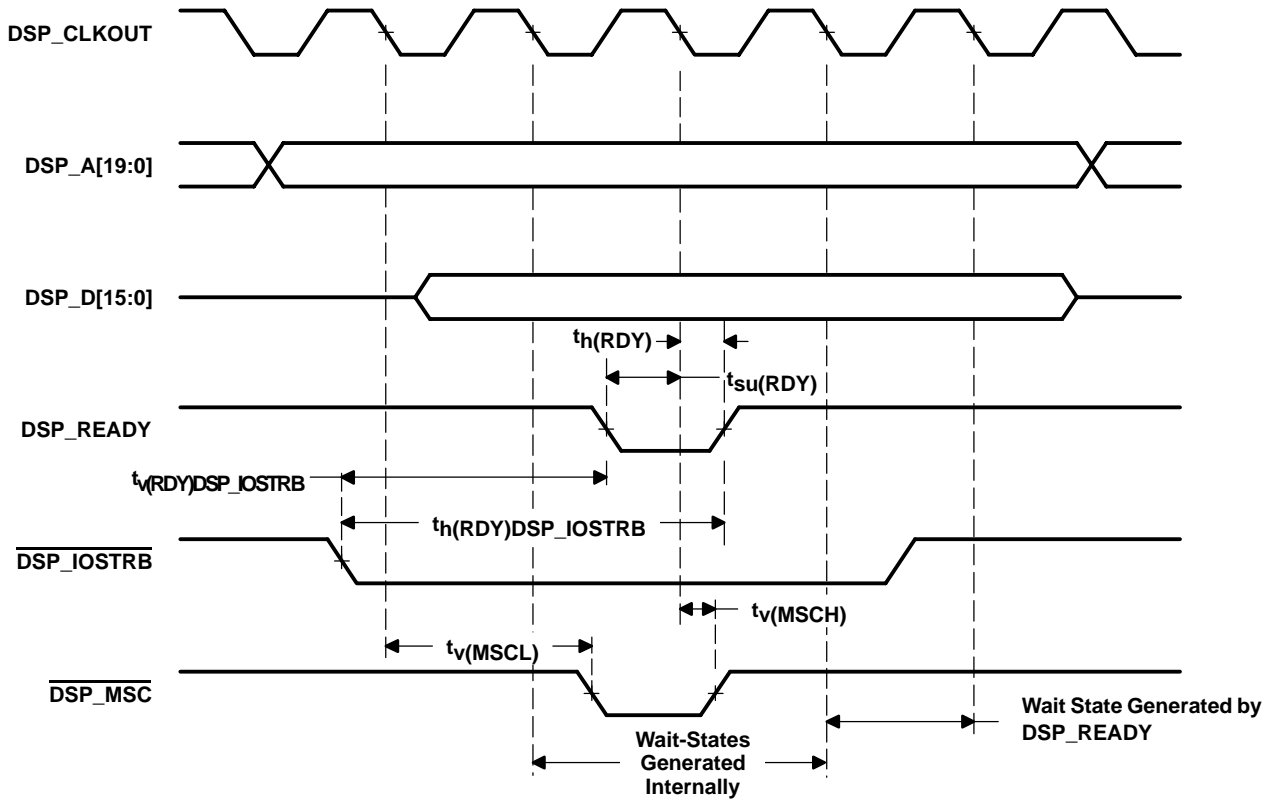 DSP_CLKOUT
DSP_A[19:0]
DSP_D[15:0]
th(RDY)
tsu(RDY)
DSP_READY
tv(RDY)DSP_IOSTRB
th(RDY)DSP_IOSTRB
DSP_IOSTRB
tv(MSCH)
tv(MSCL)
DSP_MSC
Wait State Generated by
DSP_READY
Wait-States
Generated
Internally